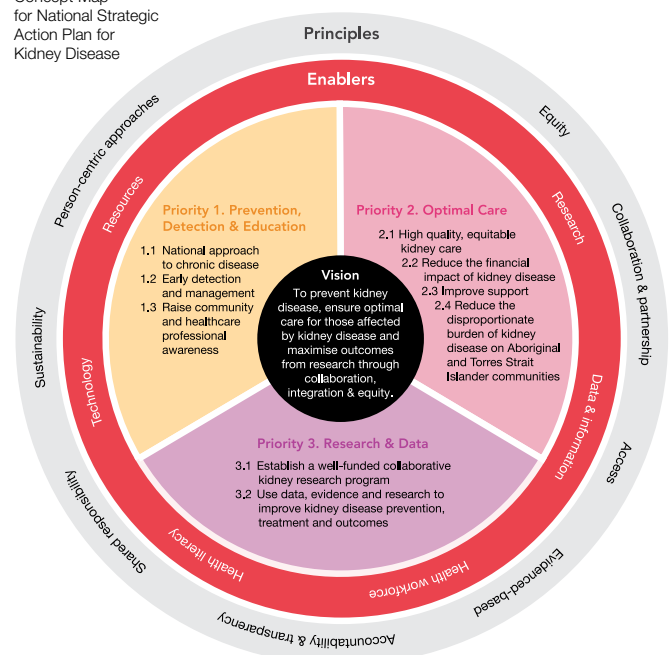 Concept Map
for National Strategic
Action Plan for
Kidney Disease
Principles
Enablers
Person-centric approaches
Equity
Collaboration & partnership
Access
Evidenced-based
Accountability & transparency
Shared responsibility
Sustainability
Resources
Research
Data & information
Health workforce
Health literacy
Technology
Priority 1. Prevention,
Detection & Education
1.1 National approach
to chronic disease
1.2 Early detection
and management
1.3 Raise community
and healthcare
professional
awareness
Priority 2. Optimal Care
2.1 High quality, equitable
kidney care
2.2 Reduce the financial
impact of kidney disease
2.3 Improve support
2.4 Reduce the
disproportionate
burden of kidney
disease on Aboriginal
and Torres Strait
Islander communities
Vision
To prevent kidney
disease, ensure optimal
care for those affected
by kidney disease and
maximise outcomes
from research through
collaboration,
integration & equity.
Priority 3. Research & Data
3.1 Establish a well-funded collaborative
kidney research program
3.2 Use data, evidence and research to
improve kidney disease prevention,
treatment and outcomes